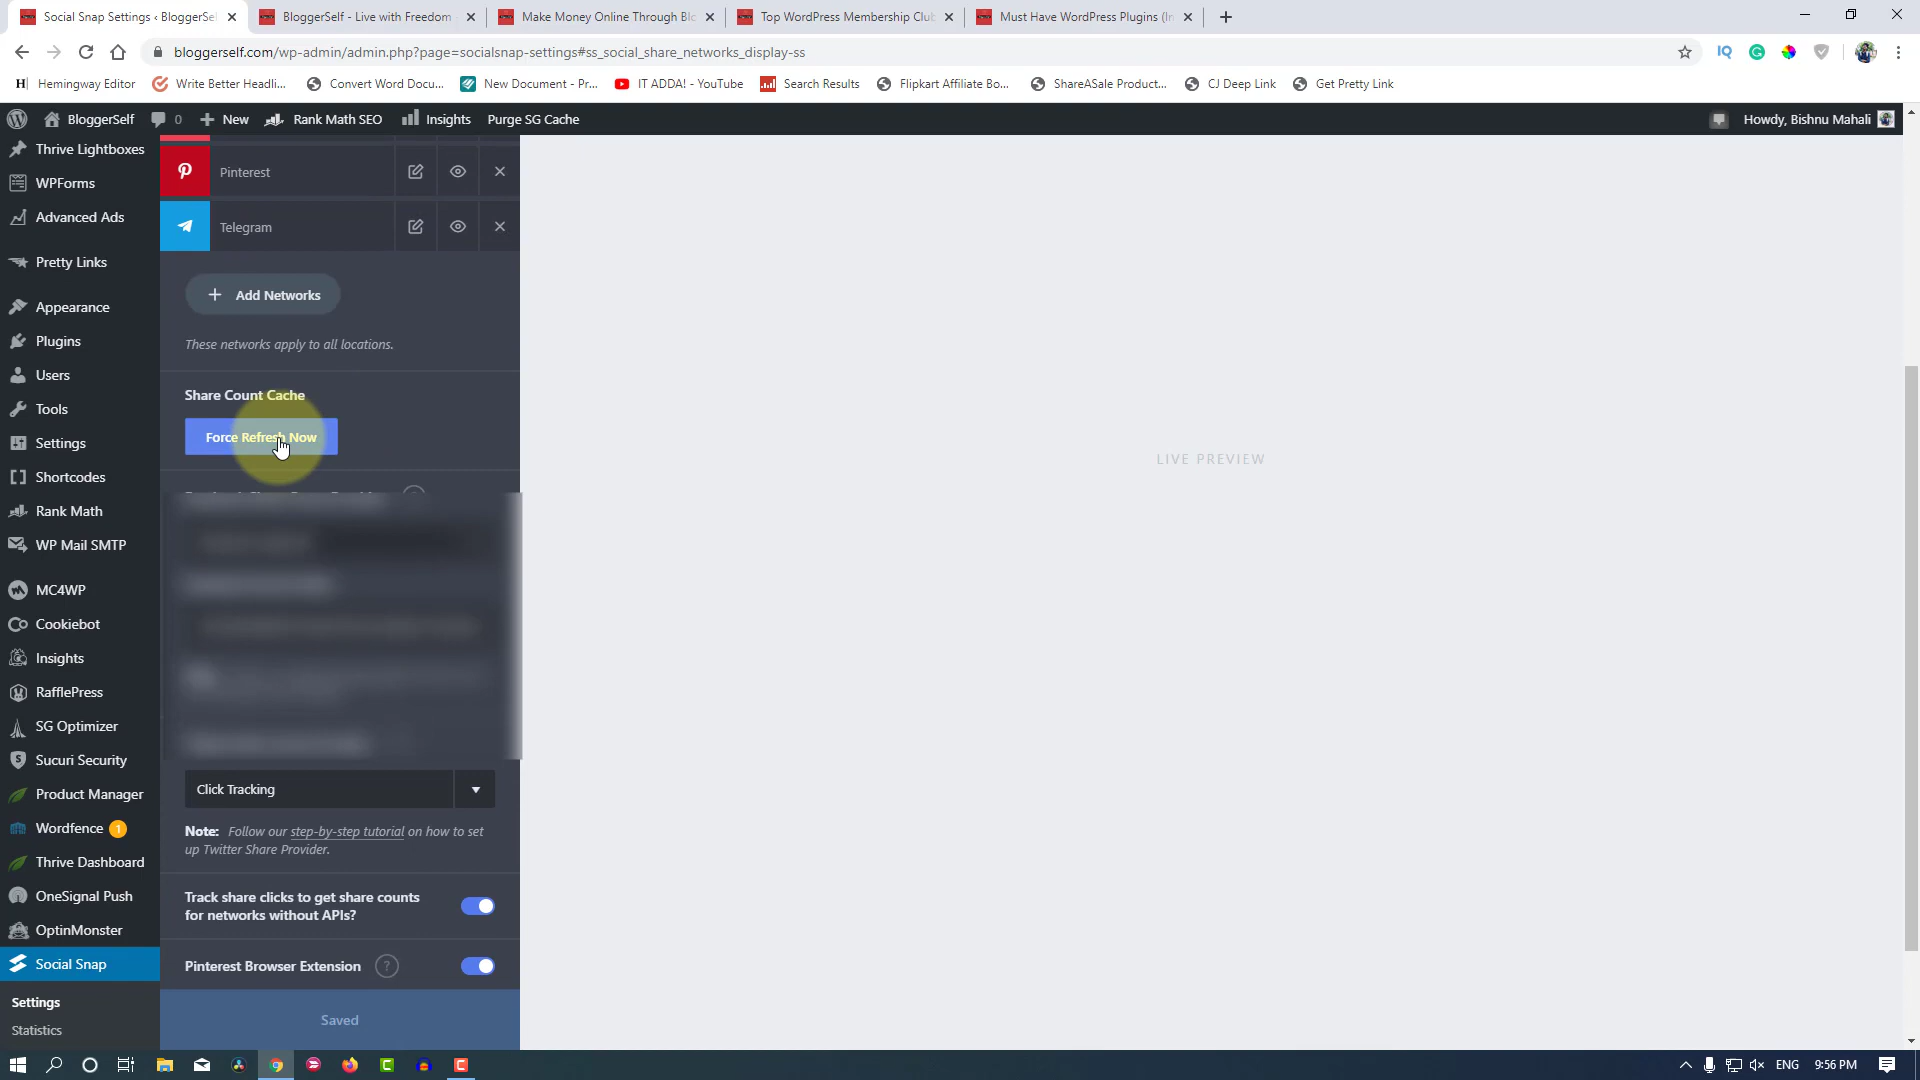 Social Snap Settings ‹ BloggerSel
BloggerSelf - Live with Freedom
Make Money Online Through Blo
Top WordPress Membership Club
Must Have WordPress Plugins (In
bloggerself.com/wp-admin/admin.php?page=socialsnap-settings#ss_social_share_networks_display-ss
Hemingway Editor
Write Better Headli...
Convert Word Docu...
New Document - Pr...
IT ADDA! - YouTube
Search Results
Flipkart Affiliate Bo...
ShareASale Product...
CJ Deep Link
Get Pretty Link
BloggerSelf
0
New
Rank Math SEO
Insights
Purge SG Cache
Howdy, Bishnu Mahali
Thrive Lightboxes
WPForms
Advanced Ads
Pretty Links
Appearance
Plugins
Users
Tools
Settings
Shortcodes
Rank Math
WP Mail SMTP
MC4WP
Cookiebot
Insights
RafflePress
SG Optimizer
Sucuri Security
Product Manager
Wordfence 1
Thrive Dashboard
OneSignal Push
OptinMonster
Social Snap
Settings
Statistics
Pinterest
Telegram
Add Networks
These networks apply to all locations.
Share Count Cache
Force Refresh Now
Click Tracking
Note: Follow our step-by-step tutorial on how to set
up Twitter Share Provider.
Track share clicks to get share counts
for networks without APIs?
Pinterest Browser Extension ?
Saved
LIVE PREVIEW
ENG
9:56 PM